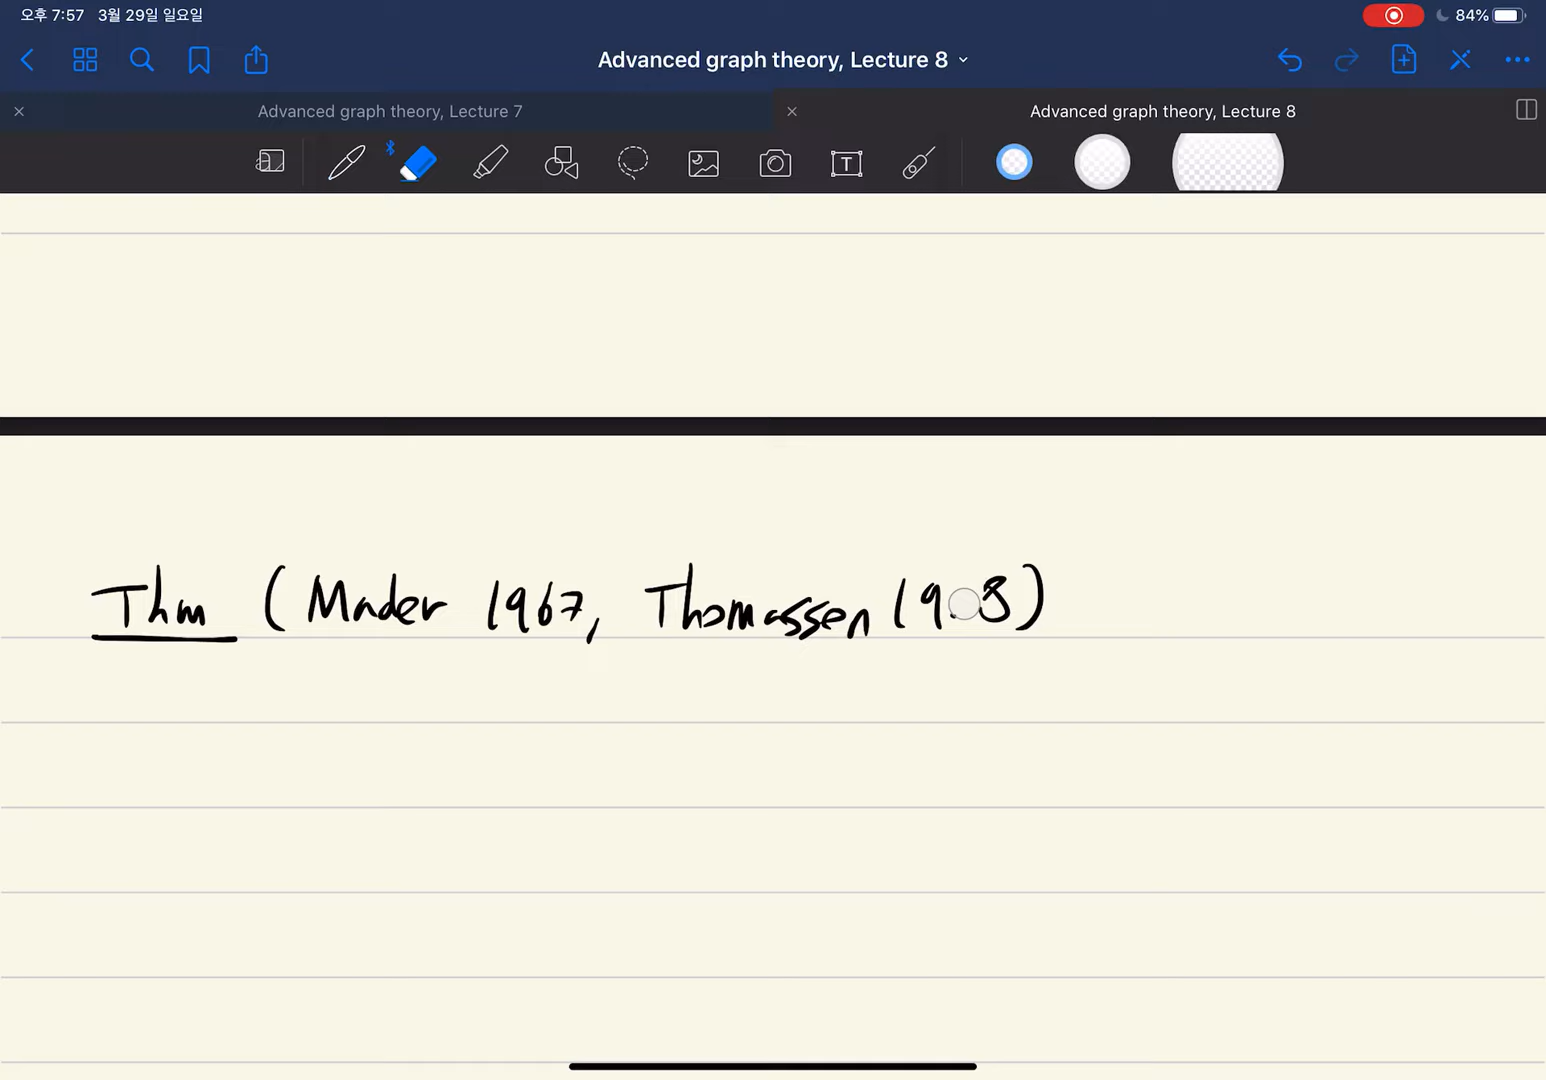 오후 7:57 3월 29일 일요일 84%
Advanced graph theory, Lecture 8
Advanced graph theory, Lecture 7 Advanced graph theory, Lecture 8
Thm (Mader 1967, Thomassen